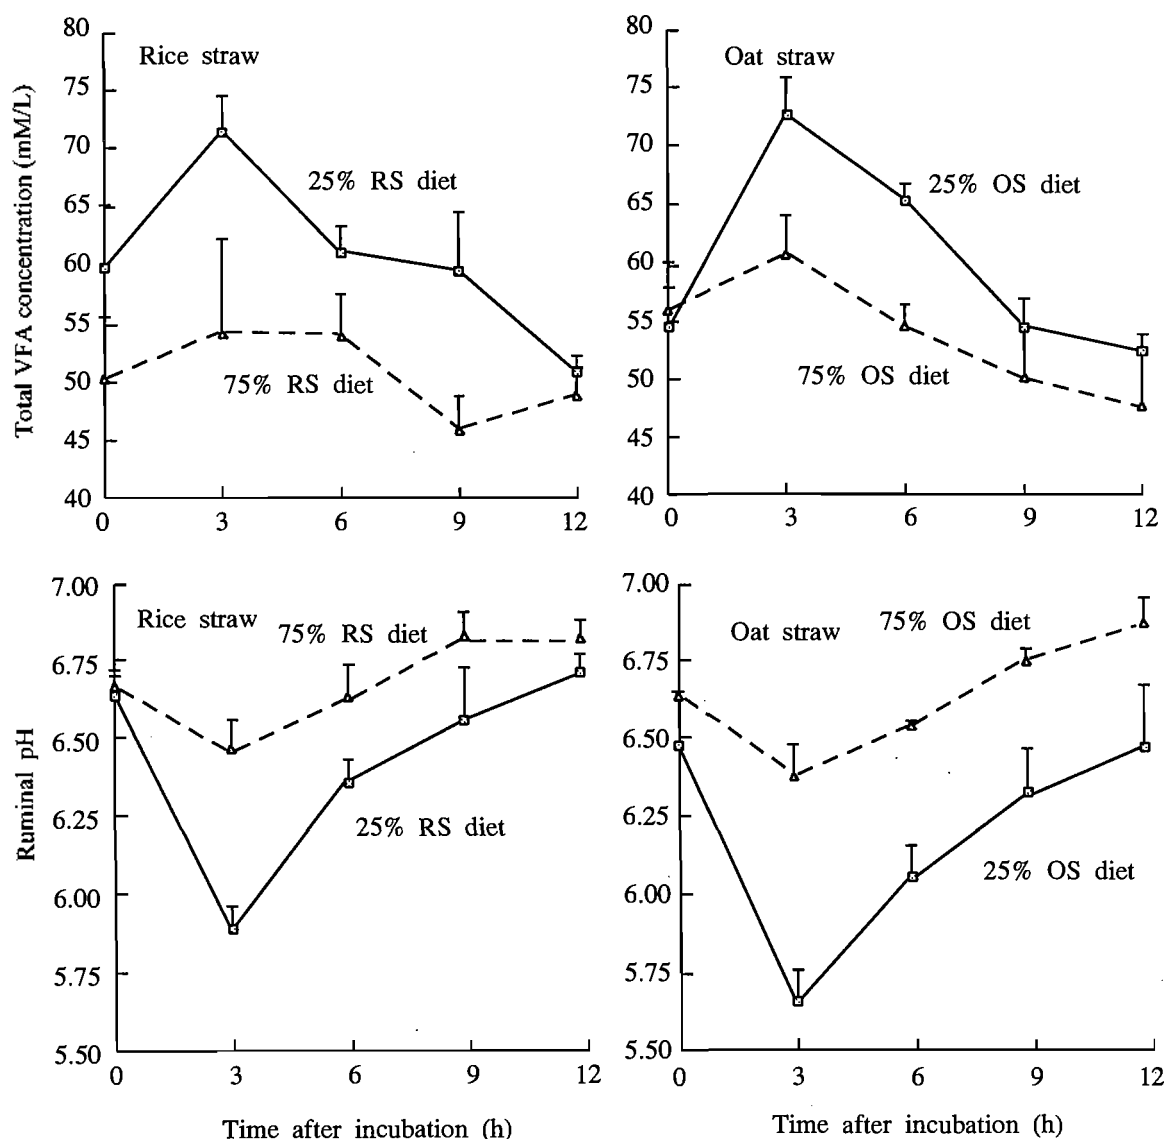 Total VFA concentration (mM/L)
80
75
70
65
60
55
50
45
40
Rice straw
25% RS diet
75% RS diet
0 3 6 9 12
80
75
70
65
60
55
50
45
40
Oat straw
25% OS diet
75% OS diet
0 3 6 9 12
Ruminal pH
7.00
6.75
6.50
6.25
6.00
5.75
5.50
Rice straw
75% RS diet
25% RS diet
0 3 6 9 12
Time after incubation (h)
7.00
6.75
6.50
6.25
6.00
5.75
5.50
Oat straw
75% OS diet
25% OS diet
0 3 6 9 12
Time after incubation (h)